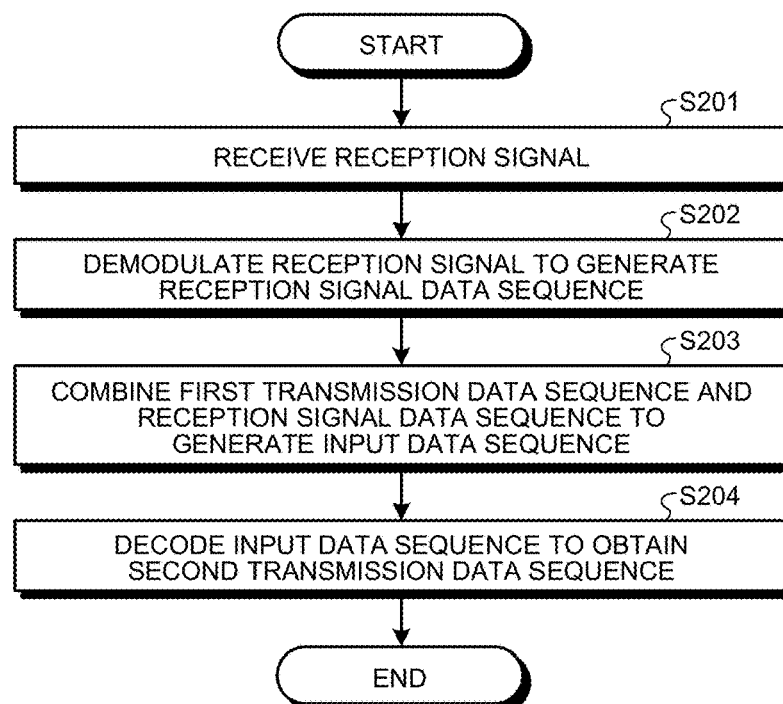 START
S201
RECEIVE RECEPTION SIGNAL
S202
DEMODULATE RECEPTION SIGNAL TO GENERATE
RECEPTION SIGNAL DATA SEQUENCE
S203
COMBINE FIRST TRANSMISSION DATA SEQUENCE AND
RECEPTION SIGNAL DATA SEQUENCE TO
GENERATE INPUT DATA SEQUENCE
S204
DECODE INPUT DATA SEQUENCE TO OBTAIN
SECOND TRANSMISSION DATA SEQUENCE
END